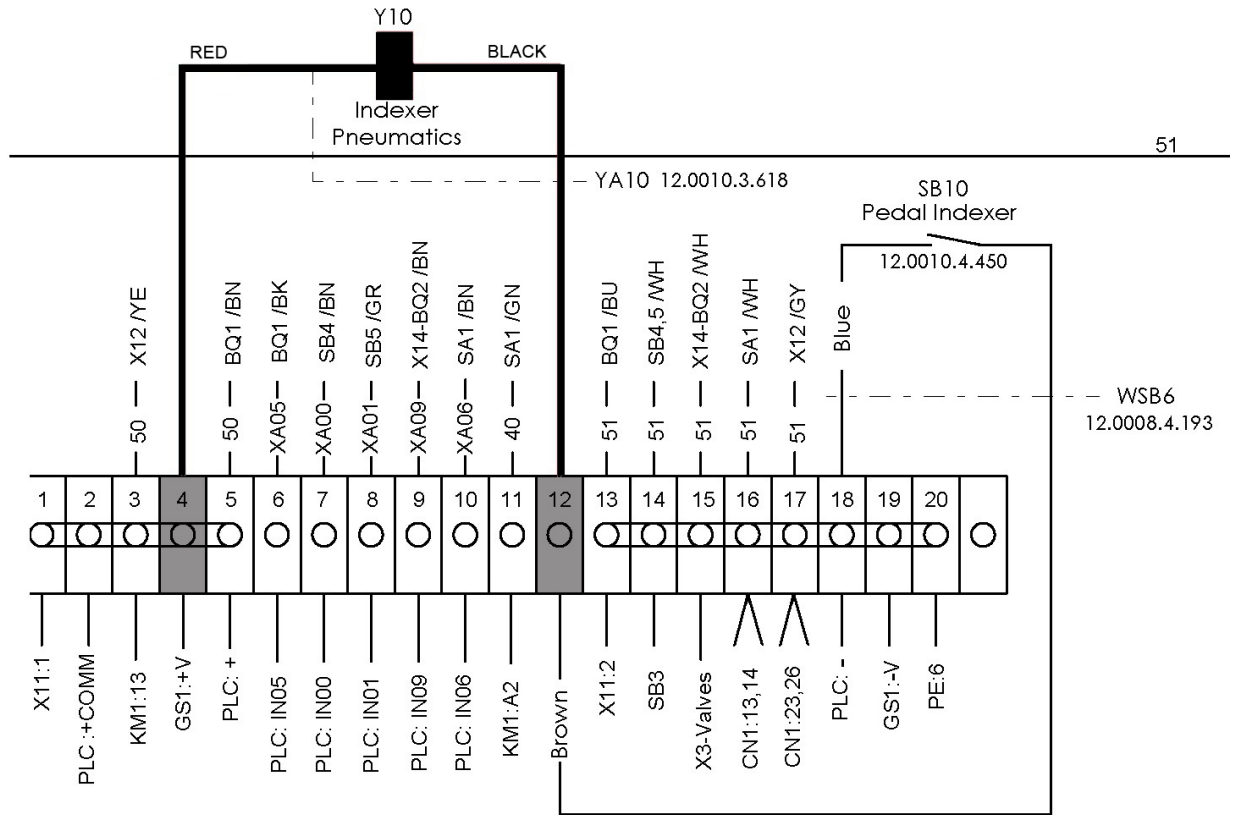 Y10
RED
BLACK
Indexer
Pneumatics
51
YA10 12.0010.3.618
SB10
Pedal Indexer
12.0010.4.450
50 X12 /YE
50 BQ1 /BN
XA05 BQ1 /BK
XA00 SB4 /BN
XA01 SB5 /GR
XA09 X14-BQ2 /BN
XA06 SA1 /BN
40 SA1 /GN
51 BQ1 /BU
51 SB4,5 /WH
51 X14-BQ2 /WH
51 SA1 /WH
51 X12 /GY
Blue
WSB6
12.0008.4.193
1 2 3 4 5 6 7 8 9 10 11 12 13 14 15 16 17 18 19 20
X11:1
PLC :+COMM
KM1:13
GS1:+V
PLC: +
PLC: IN05
PLC: IN00
PLC: IN01
PLC: IN09
PLC: IN06
KM1:A2
Brown
X11:2
SB3
X3-Valves
CN1:13,14
CN1:23,26
PLC: -
GS1:-V
PE:6